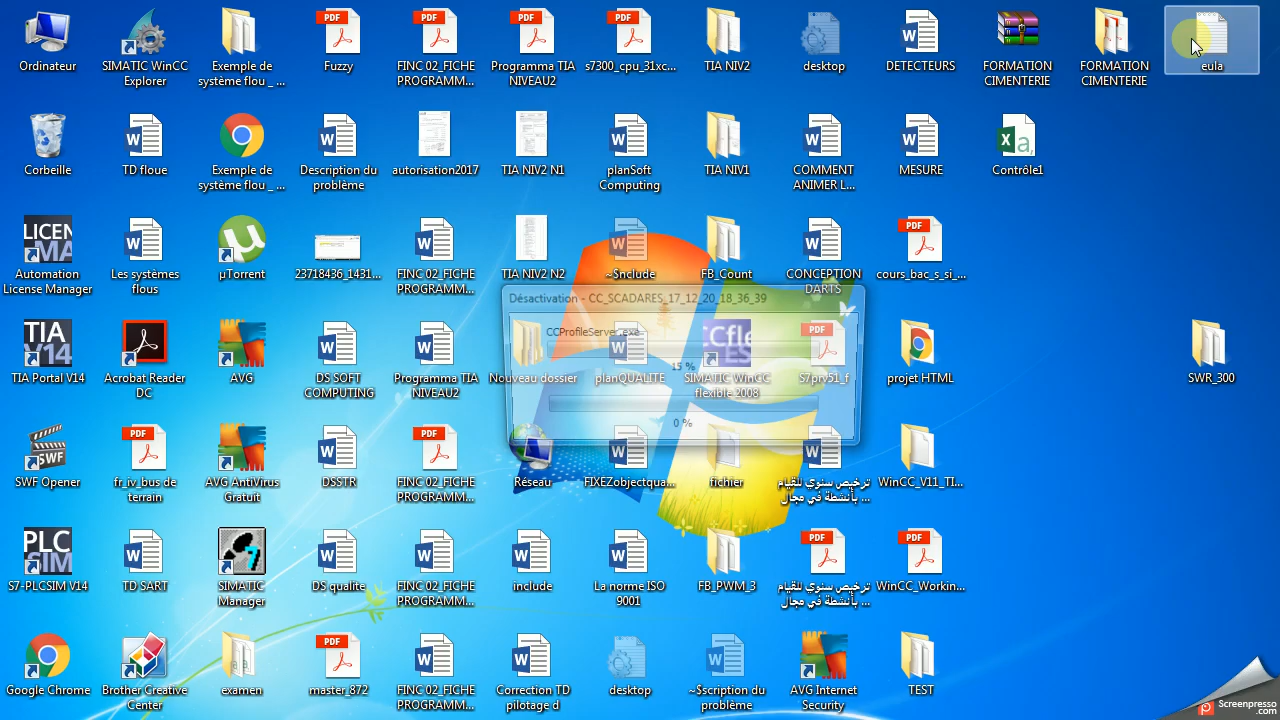 Ordinateur
SIMATIC WinCC
Explorer
Exemple de
système flou _ ...
Fuzzy
FINC 02_FICHE
PROGRAMM...
Programma TIA
NIVEAU2
s7300_cpu_31xc...
TIA NIV2
desktop
DETECTEURS
FORMATION
CIMENTERIE
FORMATION
CIMENTERIE
eula
Corbeille
TD floue
Exemple de
système flou _ ...
Description du
problème
autorisation2017
TIA NIV2 N1
planSoft
Computing
TIA NIV1
COMMENT
ANIMER L...
MESURE
Contrôle1
Automation
License Manager
Les systèmes
flous
µTorrent
23718436_1431...
FINC 02_FICHE
PROGRAMM...
TIA NIV2 N2
~$nclude
FB_Count
CONCEPTION
DARTS
cours_bac_s_si_...
Désactivation - CC_SCADARES_17_12_20_18_36_39
CCProfileServer.exe
15 %
0 %
TIA Portal V14
Acrobat Reader
DC
AVG
DS SOFT
COMPUTING
Programma TIA
NIVEAU2
Nouveau dossier
planQUALITE
SIMATIC WinCC
flexible 2008
S7prv51_f
projet HTML
SWR_300
SWF Opener
fr_iv_bus de
terrain
AVG AntiVirus
Gratuit
DSSTR
FINC 02_FICHE
PROGRAMM...
Réseau
FIXEZobjectqua...
fichier
ترخيص سنوي للقيام
بأنشطة في مجال ...
WinCC_V11_TI...
S7-PLCSIM V14
TD SART
SIMATIC
Manager
DS qualite
FINC 02_FICHE
PROGRAMM...
include
La norme ISO
9001
FB_PWM_3
ترخيص سنوي للقيام
بأنشطة في مجال ...
WinCC_Workin...
Google Chrome
Brother Creative
Center
examen
master_872
FINC 02_FICHE
PROGRAMM...
Correction TD
pilotage d
desktop
~$scription du
problème
AVG Internet
Security
TEST
Screenpresso
.com